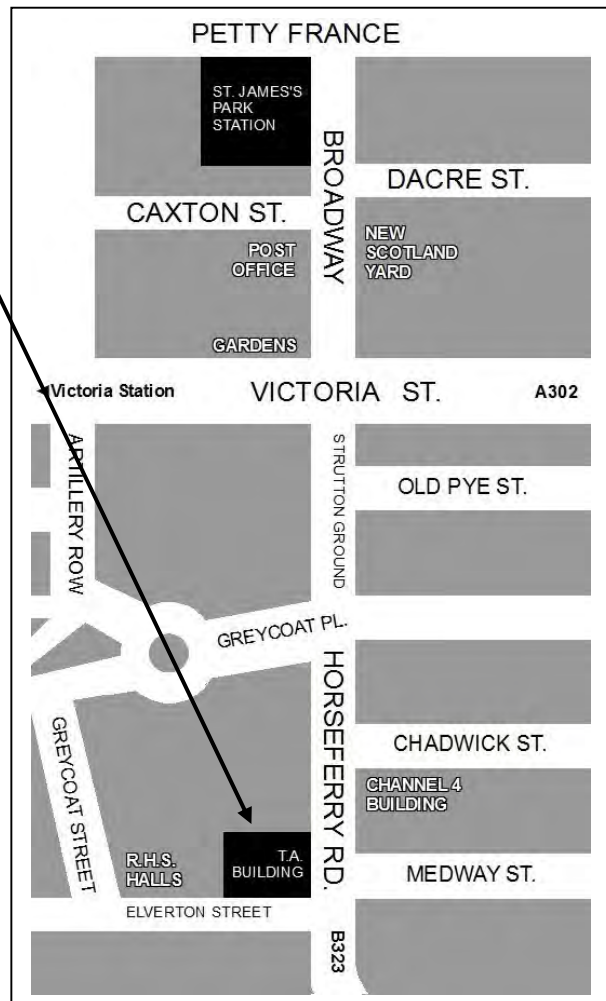 PETTY FRANCE
ST. JAMES'S
PARK
STATION
BROADWAY
DACRE ST.
CAXTON ST.
POST
OFFICE
NEW
SCOTLAND
YARD
GARDENS
Victoria Station
VICTORIA ST.
A302
ARTILLERY ROW
STRUTTON GROUND
OLD PYE ST.
GREYCOAT PL.
HORSEFERRY RD.
GREYCOAT STREET
CHADWICK ST.
CHANNEL 4
BUILDING
R.H.S.
HALLS
T.A.
BUILDING
MEDWAY ST.
ELVERTON STREET
B323